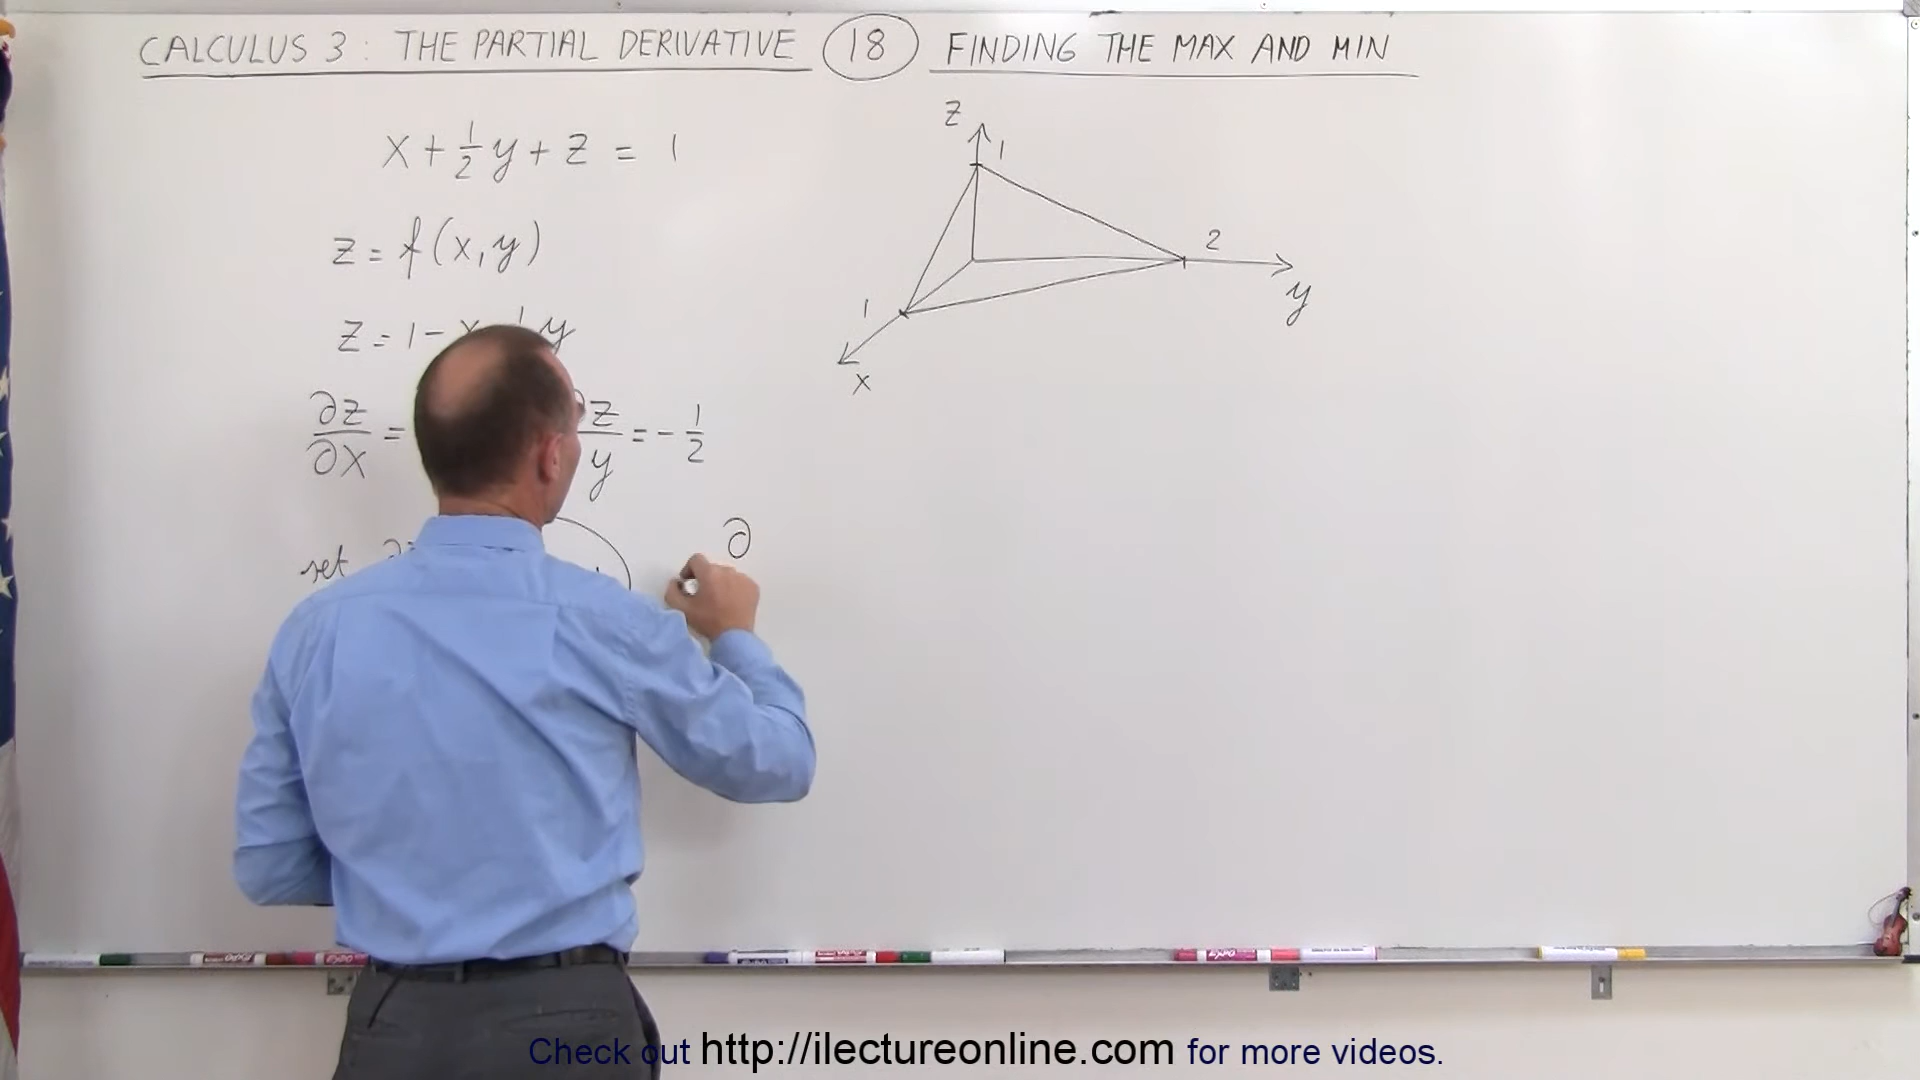 CALCULUS 3 : THE PARTIAL DERIVATIVE 18 FINDING THE MAX AND MIN
x + 1/2 y + z = 1
z = f(x,y)
z = 1 - x 1 y
∂z/∂x = ∂z/y = - 1/2
set ∂
z
1
2
y
1
x
Check out http://ilectureonline.com for more videos.